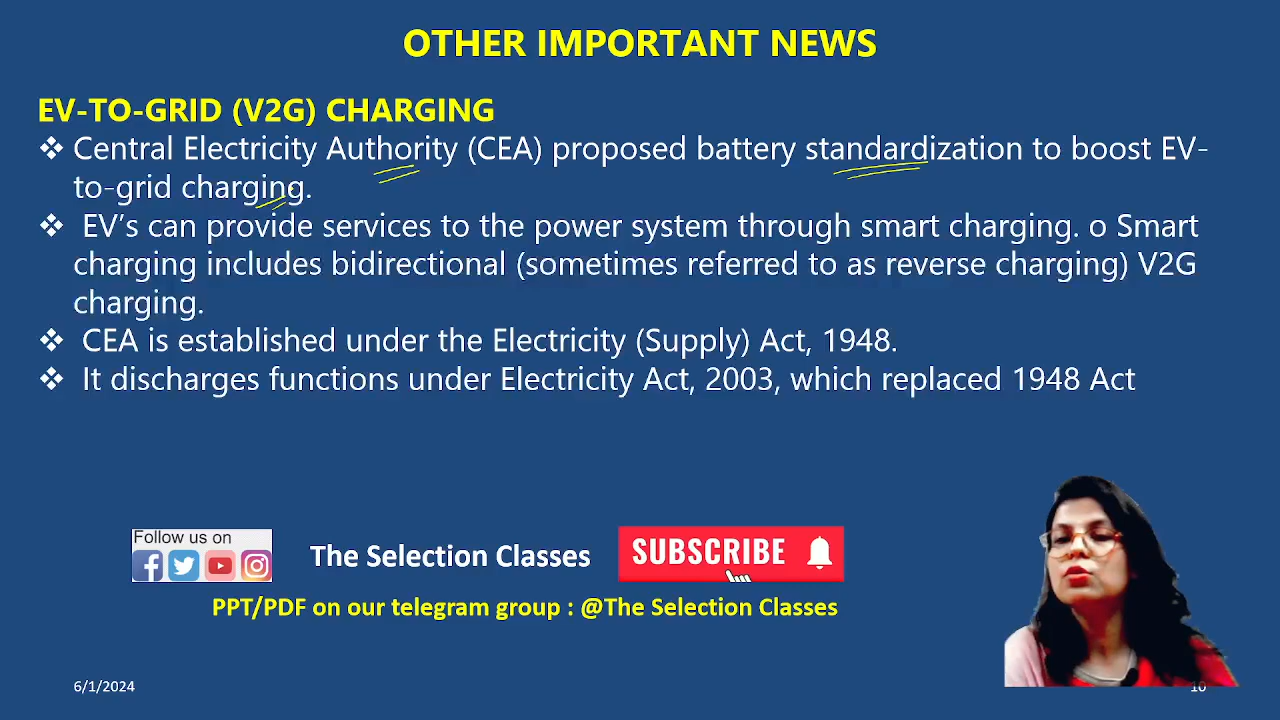 OTHER IMPORTANT NEWS
EV-TO-GRID (V2G) CHARGING
❖ Central Electricity Authority (CEA) proposed battery standardization to boost EV-
to-grid charging.
❖ EV’s can provide services to the power system through smart charging. o Smart
charging includes bidirectional (sometimes referred to as reverse charging) V2G
charging.
❖ CEA is established under the Electricity (Supply) Act, 1948.
❖ It discharges functions under Electricity Act, 2003, which replaced 1948 Act
Follow us on
The Selection Classes
SUBSCRIBE
PPT/PDF on our telegram group : @The Selection Classes
6/1/2024
10